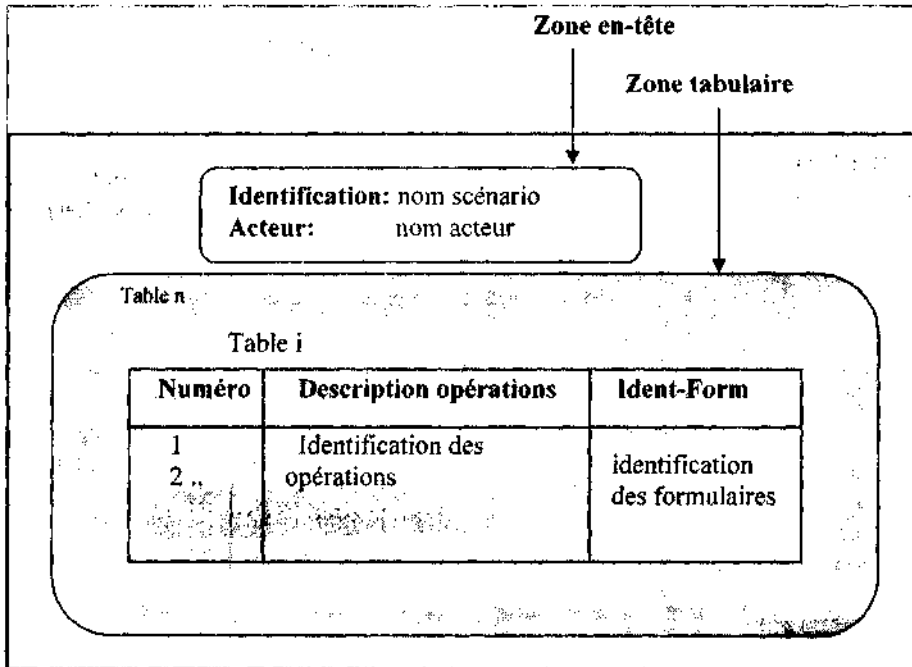 Zone en-tête
Zone tabulaire
Identification: nom scénario
Acteur: nom acteur
Table n
Table i
Numéro Description opérations Ident-Form
1 Identification des
2 .. opérations
identification
des formulaires